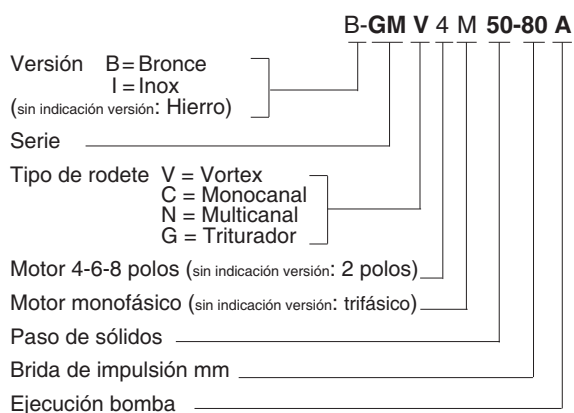 B-GM V 4 M 50-80 A
Versión B = Bronce
I = Inox
(sin indicación versión: Hierro)
Serie
Tipo de rodete V = Vortex
C = Monocanal
N = Multicanal
G = Triturador
Motor 4-6-8 polos (sin indicación versión: 2 polos)
Motor monofásico (sin indicación versión: trifásico)
Paso de sólidos
Brida de impulsión mm
Ejecución bomba